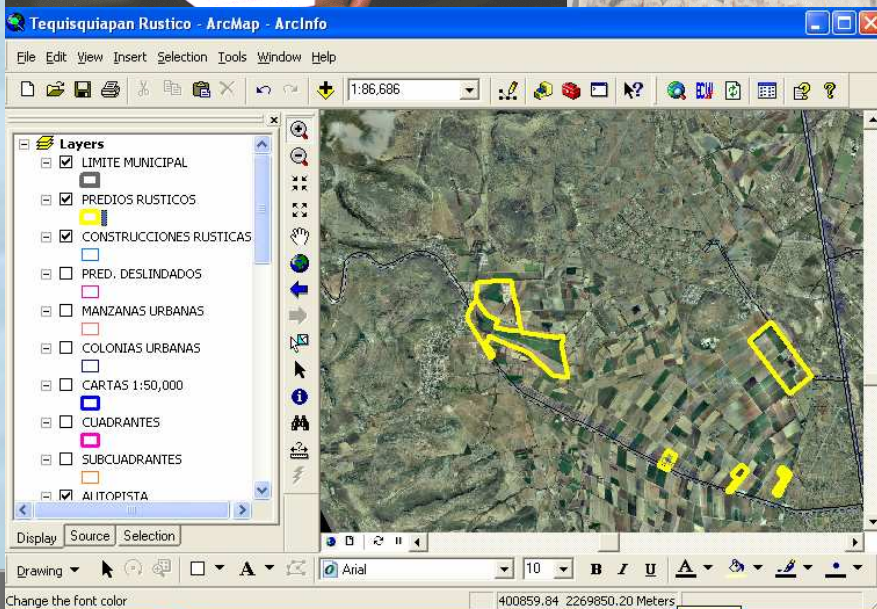 Tequisquiapan Rustico - ArcMap - ArcInfo
File Edit View Insert Selection Tools Window Help
1:86,686
Layers
LIMITE MUNICIPAL
PREDIOS RUSTICOS
CONSTRUCCIONES RUSTICAS
PRED. DESLINDADOS
MANZANAS URBANAS
COLONIAS URBANAS
CARTAS 1:50,000
CUADRANTES
SUBCUADRANTES
AUTOPISTA
Display Source Selection
Drawing A Arial 10 B I U A
Change the font color 400859.84 2269850.20 Meters